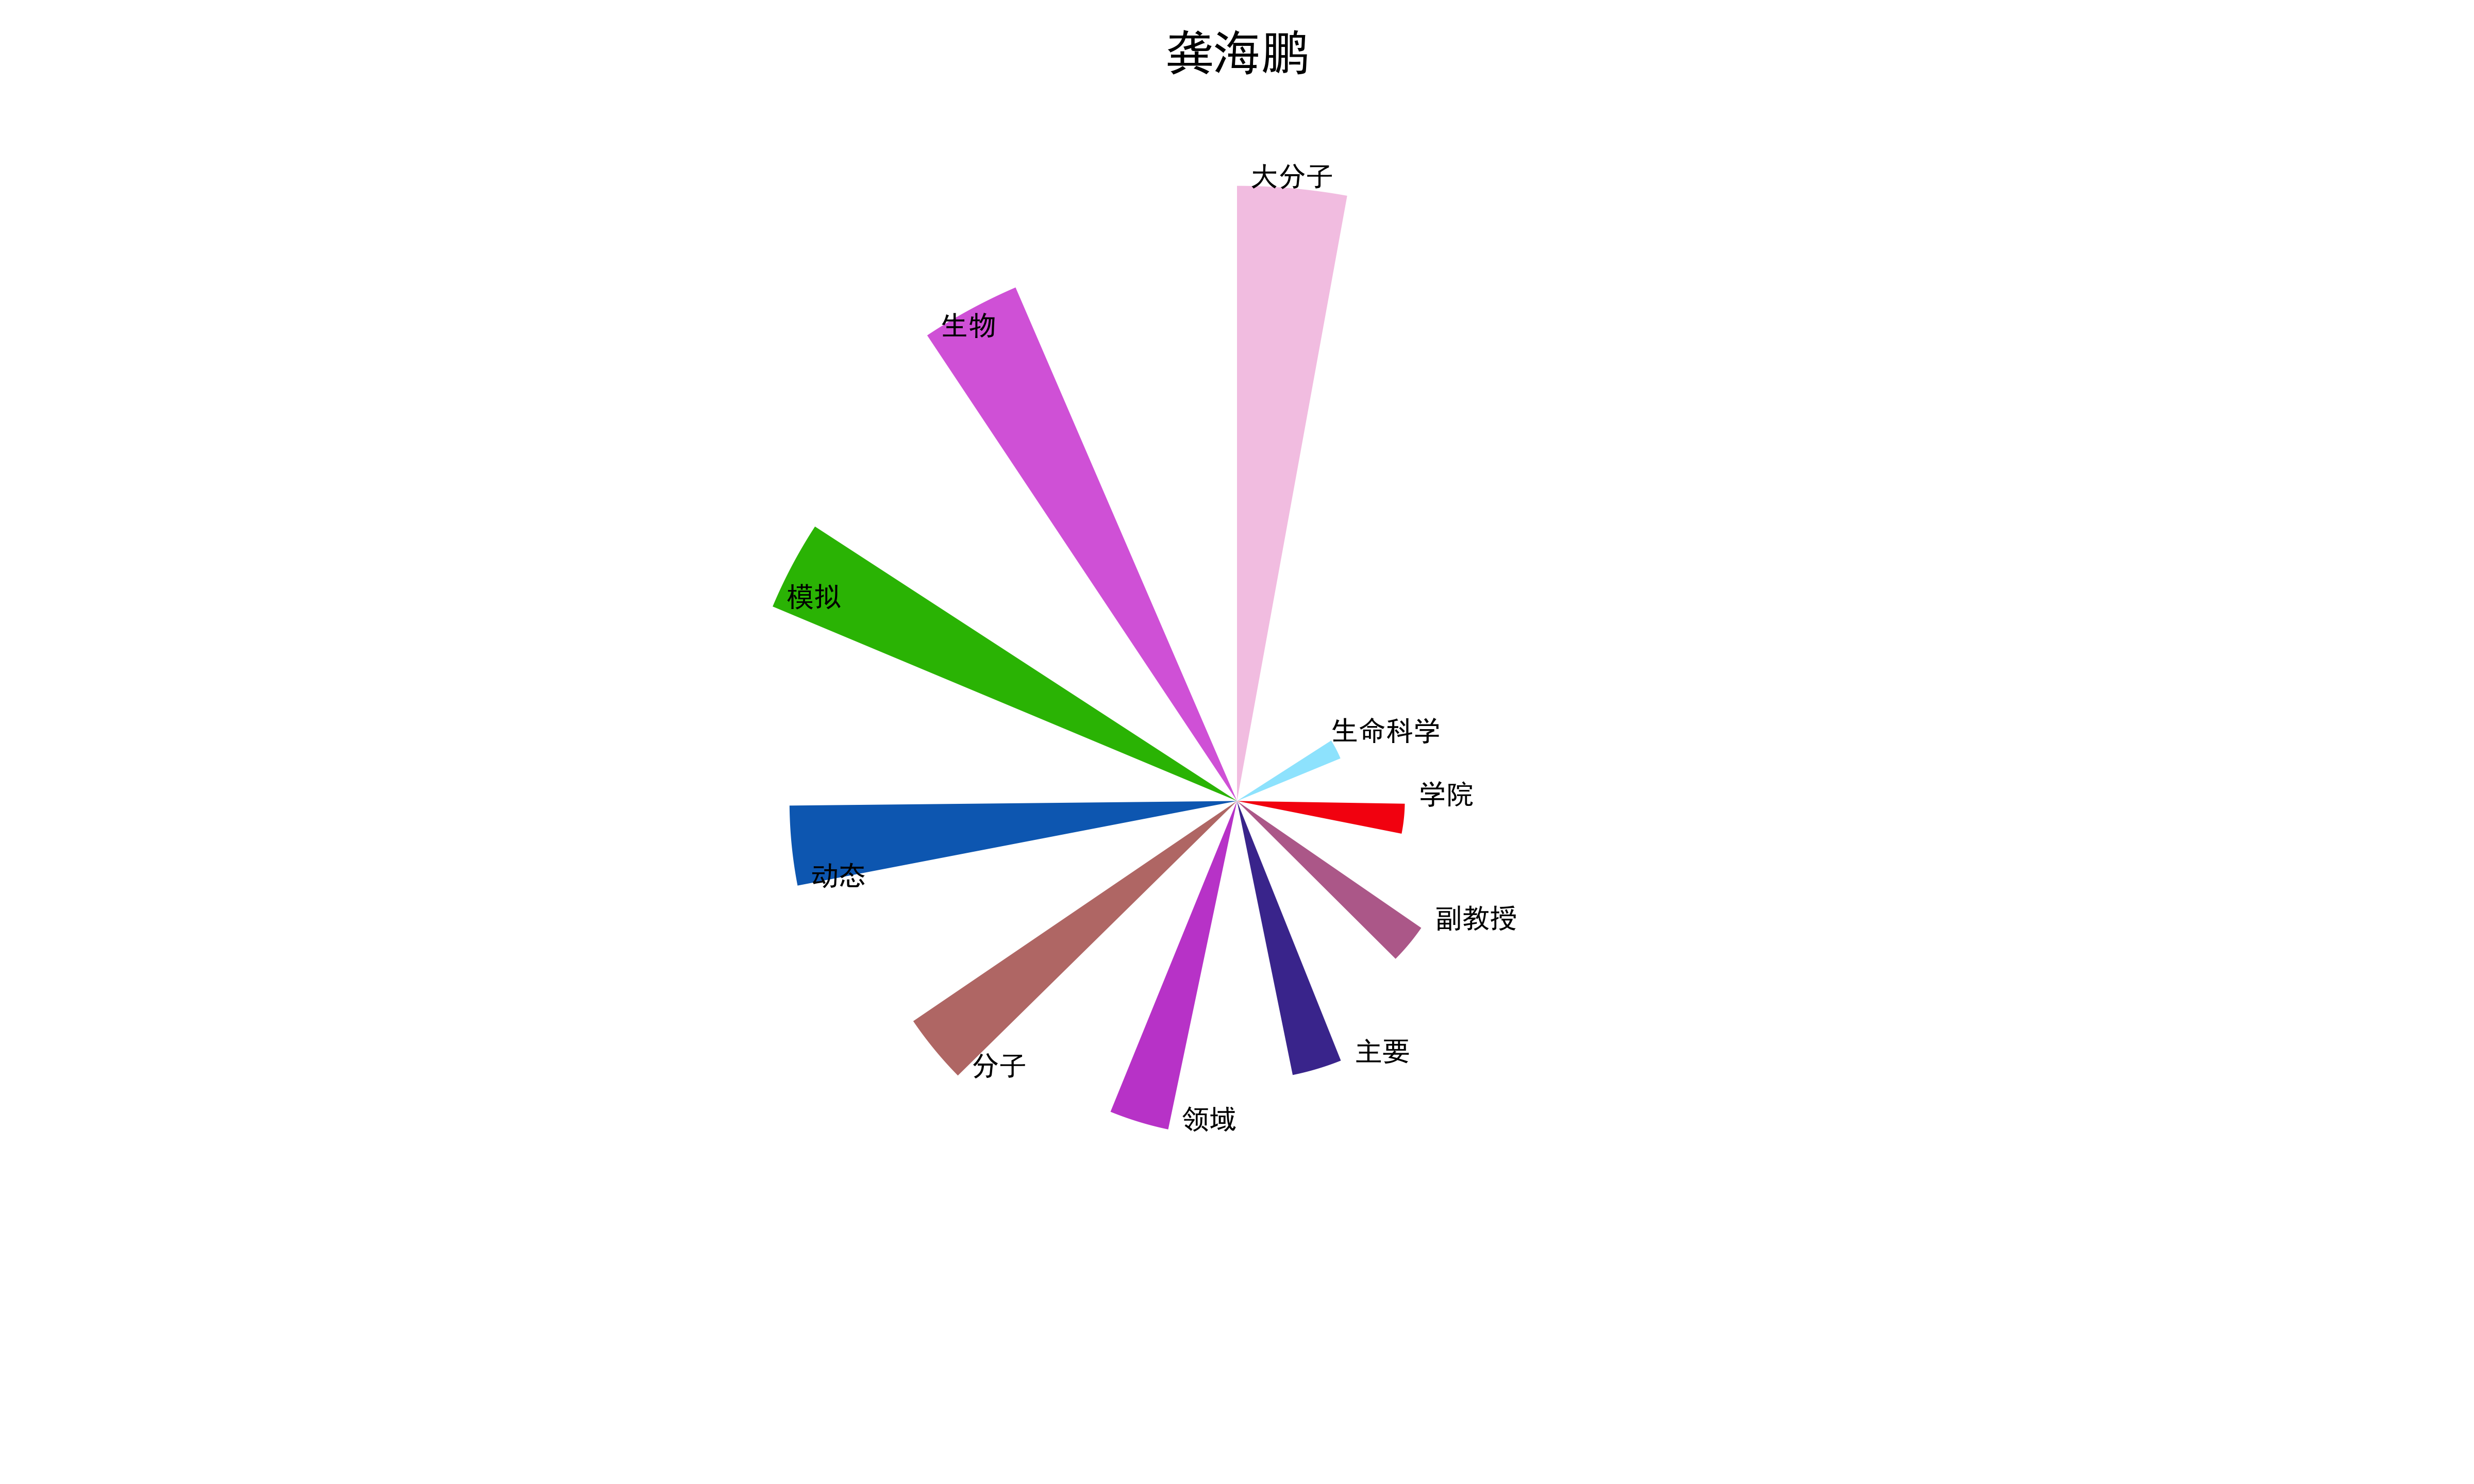 龚海鹏
大分子
生物
模拟
生命科学
学院
动态
副教授
主要
分子
领域